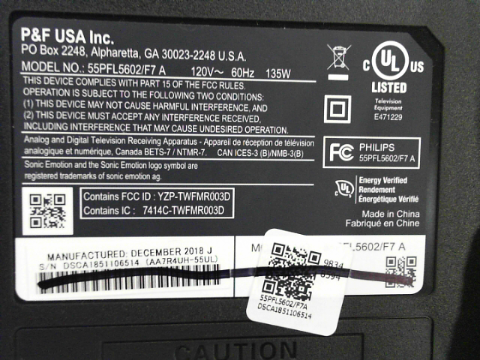 P&F USA Inc.
PO Box 2248, Alpharetta, GA 30023-2248 U.S.A.
MODEL NO.: 55PFL5602/F7 A 120V~ 60Hz 135W
THIS DEVICE COMPLIES WITH PART 15 OF THE FCC RULES.
OPERATION IS SUBJECT TO THE FOLLOWING TWO CONDITIONS:
(1) THIS DEVICE MAY NOT CAUSE HARMFUL INTERFERENCE, AND
(2) THIS DEVICE MUST ACCEPT ANY INTERFERENCE RECEIVED,
INCLUDING INTERFERENCE THAT MAY CAUSE UNDESIRED OPERATION.
Analog and Digital Television Receiving Apparatus - Appareil de réception de télévision
analogique et numérique. Canada BETS-7 / NTMR-7. CAN ICES-3 (B)/NMB-3(B)
Sonic Emotion and the Sonic Emotion logo symbol are
registered trademarks of sonic emotion ag.
Contains FCC ID : YZP-TWFMR003D
Contains IC : 7414C-TWFMR003D
C UL US
LISTED
Television
Equipment
E471229
FC PHILIPS
55PFL5602/F7 A
UL Energy Verified
Rendement
Énergétique Vérifié
Made in China
Fabriqué en Chine
MANUFACTURED: DECEMBER 2018 J
S/N DSCA1851106514 (AA7R4UH-55UL)
FL5602/F7 A
9834
55PFL5602/F7A
DSCA1851106514
CAUTION